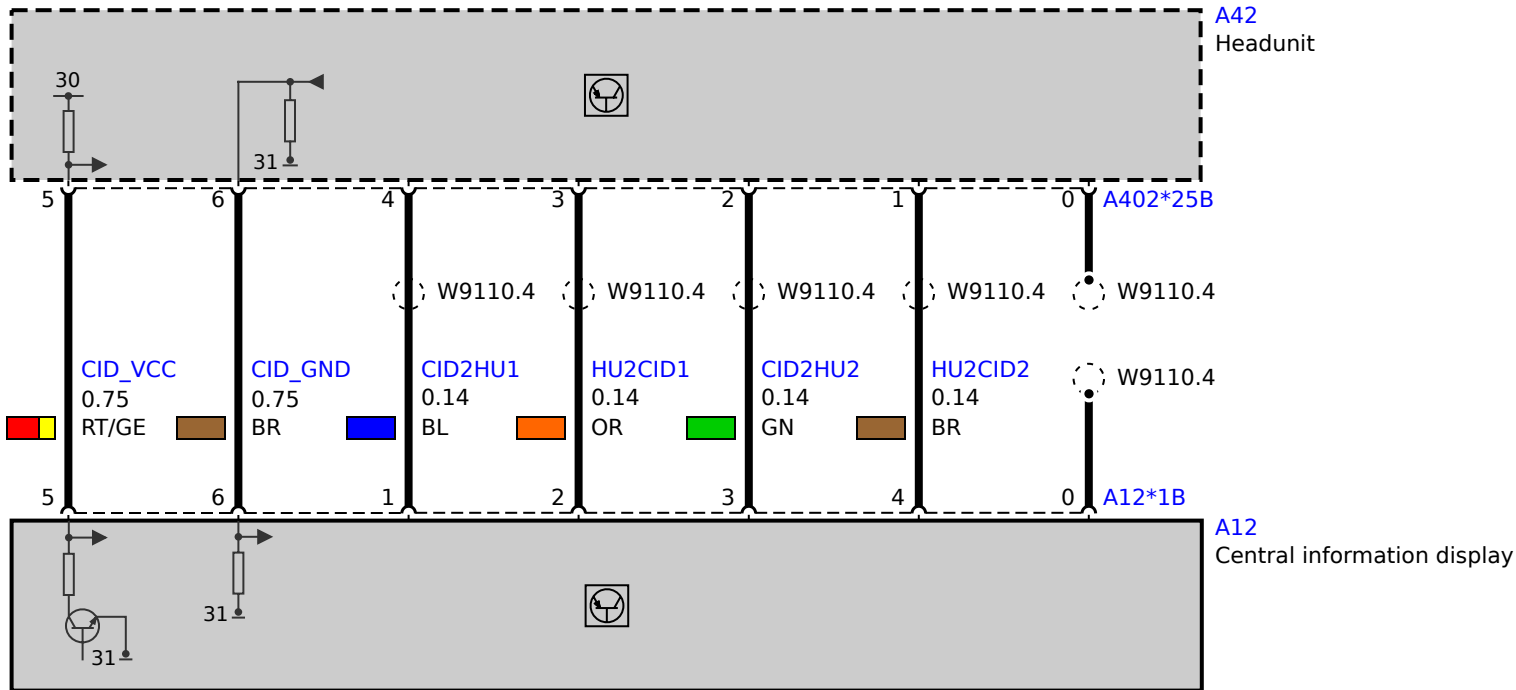 A42
Headunit
30
31
5
6
4
3
2
1
0
A402*25B
W9110.4
W9110.4
W9110.4
W9110.4
W9110.4
CID_VCC
0.75
RT/GE
CID_GND
0.75
BR
CID2HU1
0.14
BL
HU2CID1
0.14
OR
CID2HU2
0.14
GN
HU2CID2
0.14
BR
W9110.4
5
6
1
2
3
4
0
A12*1B
A12
Central information display
31
31